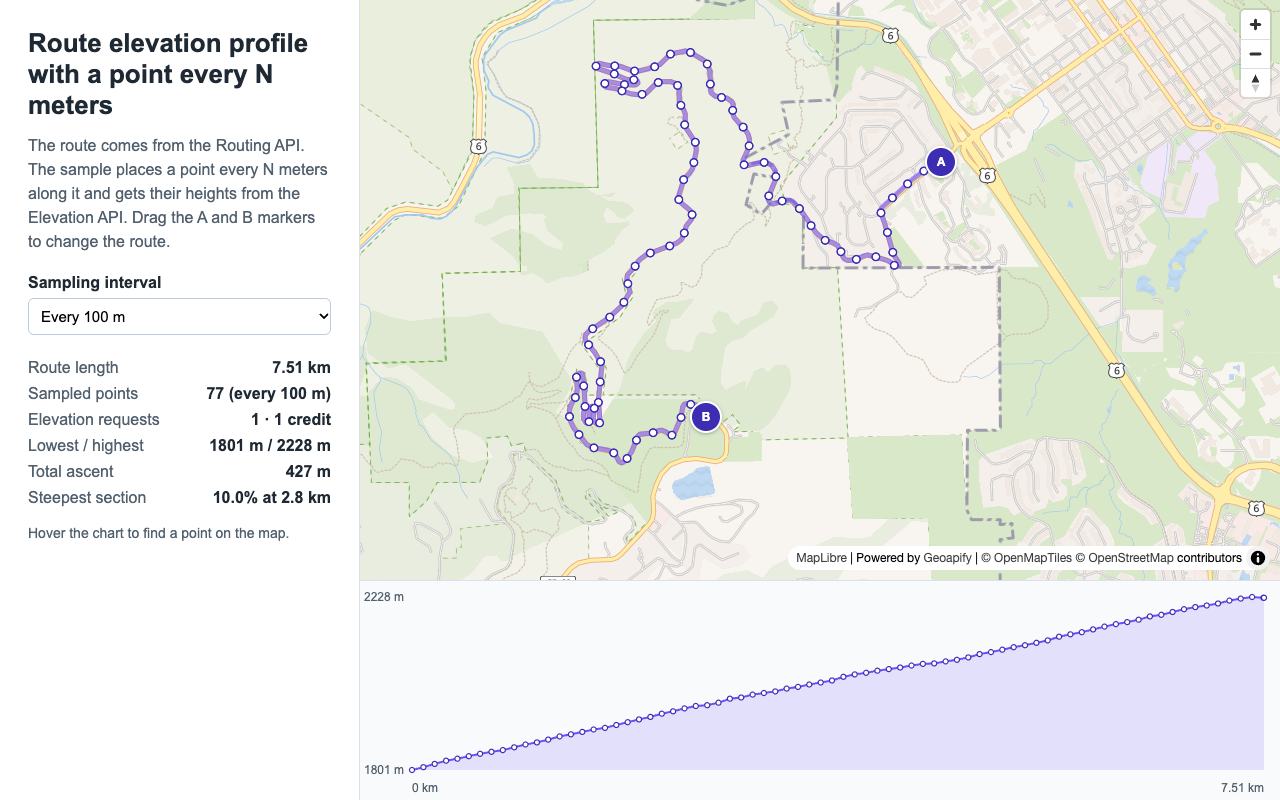 Route elevation profile
with a point every N
meters
The route comes from the Routing API.
The sample places a point every N meters
along it and gets their heights from the
Elevation API. Drag the A and B markers
to change the route.
Sampling interval
Every 100 m
Route length 7.51 km
Sampled points 77 (every 100 m)
Elevation requests 1 · 1 credit
Lowest / highest 1801 m / 2228 m
Total ascent 427 m
Steepest section 10.0% at 2.8 km
Hover the chart to find a point on the map.
6
6
A
6
6
B
6
MapLibre | Powered by Geoapify | © OpenMapTiles © OpenStreetMap contributors
2228 m
1801 m
0 km 7.51 km